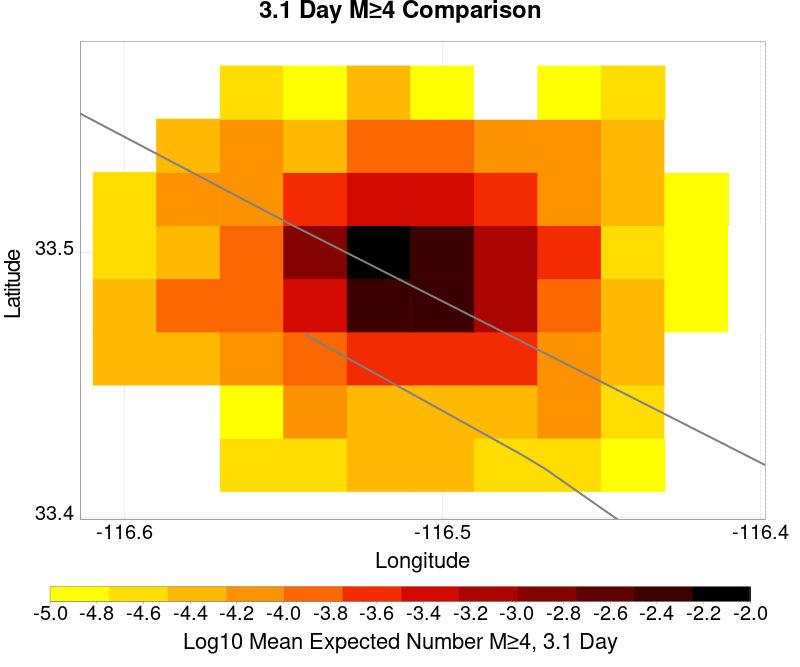 3.1 Day M≥4 Comparison
Latitude
33.5
33.4
-116.6 -116.5 -116.4
Longitude
-5.0 -4.8 -4.6 -4.4 -4.2 -4.0 -3.8 -3.6 -3.4 -3.2 -3.0 -2.8 -2.6 -2.4 -2.2 -2.0
Log10 Mean Expected Number M≥4, 3.1 Day